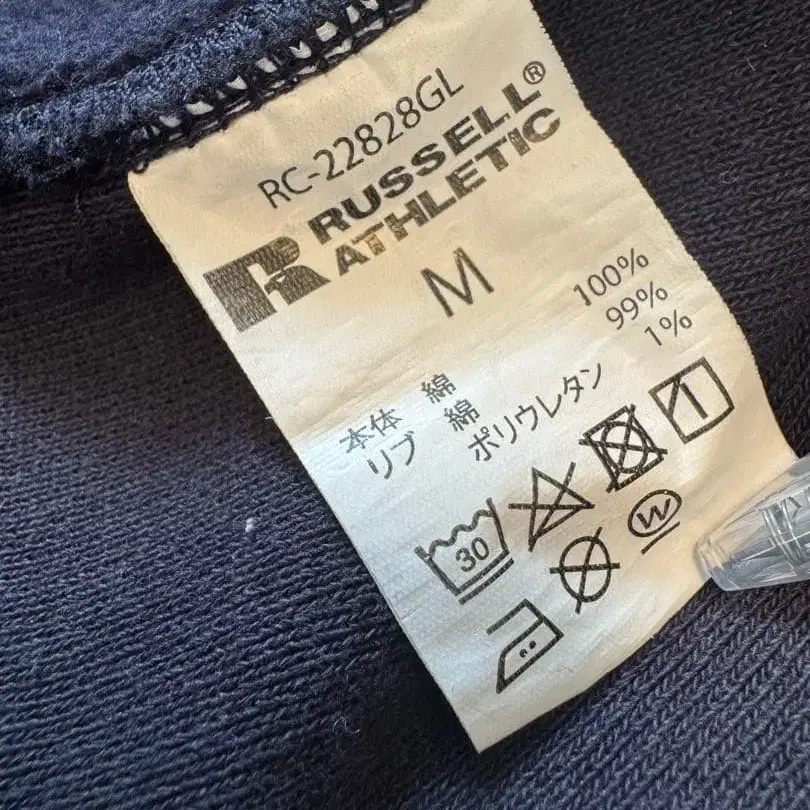 RC-22828GL
RUSSELL®
ATHLETIC
M
本体 綿 100%
リブ 綿 99%
ポリウレタン 1%
30
W